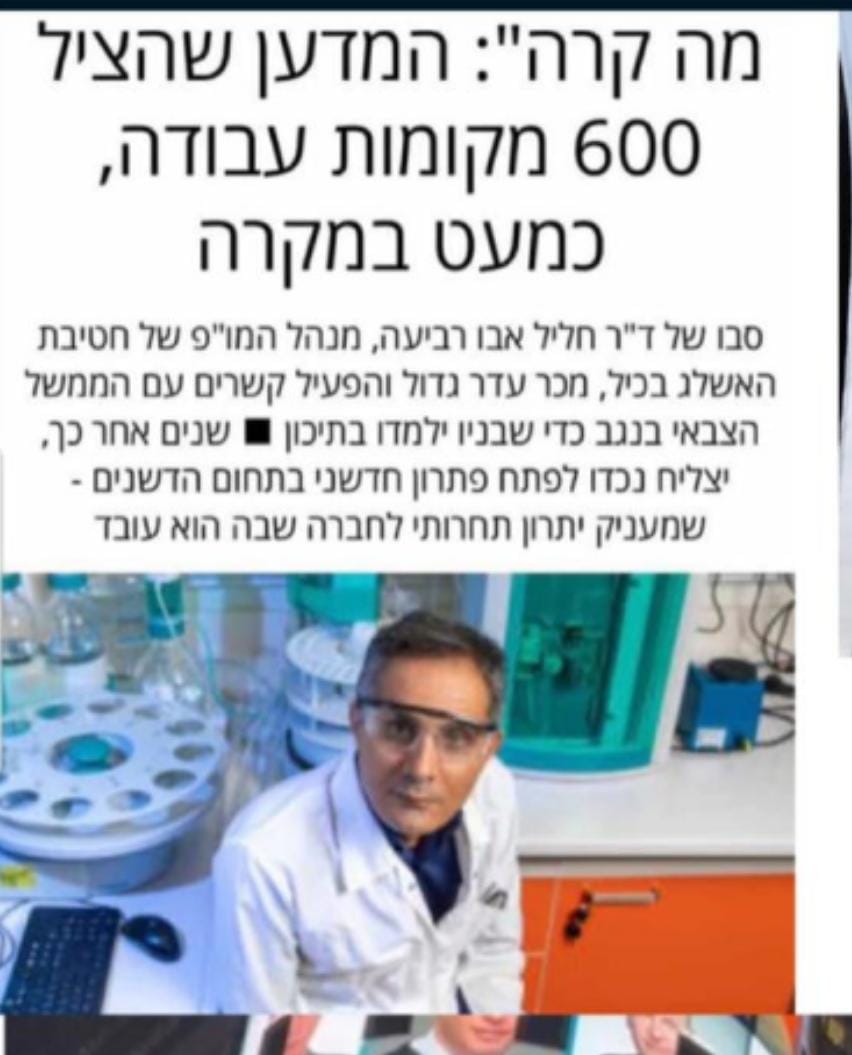 מה קרה": המדען שהציל
600 מקומות עבודה,
כמעט במקרה
סבו של ד"ר חליל אבו רביעה, מנהל המו"פ של חטיבת
האשלג בכיל, מכר עדר גדול והפעיל קשרים עם הממשל
הצבאי בנגב כדי שבניו ילמדו בתיכון ■ שנים אחר כך,
יצליח נכדו לפתח פתרון חדשני בתחום הדשנים -
שמעניק יתרון תחרותי לחברה שבה הוא עובד